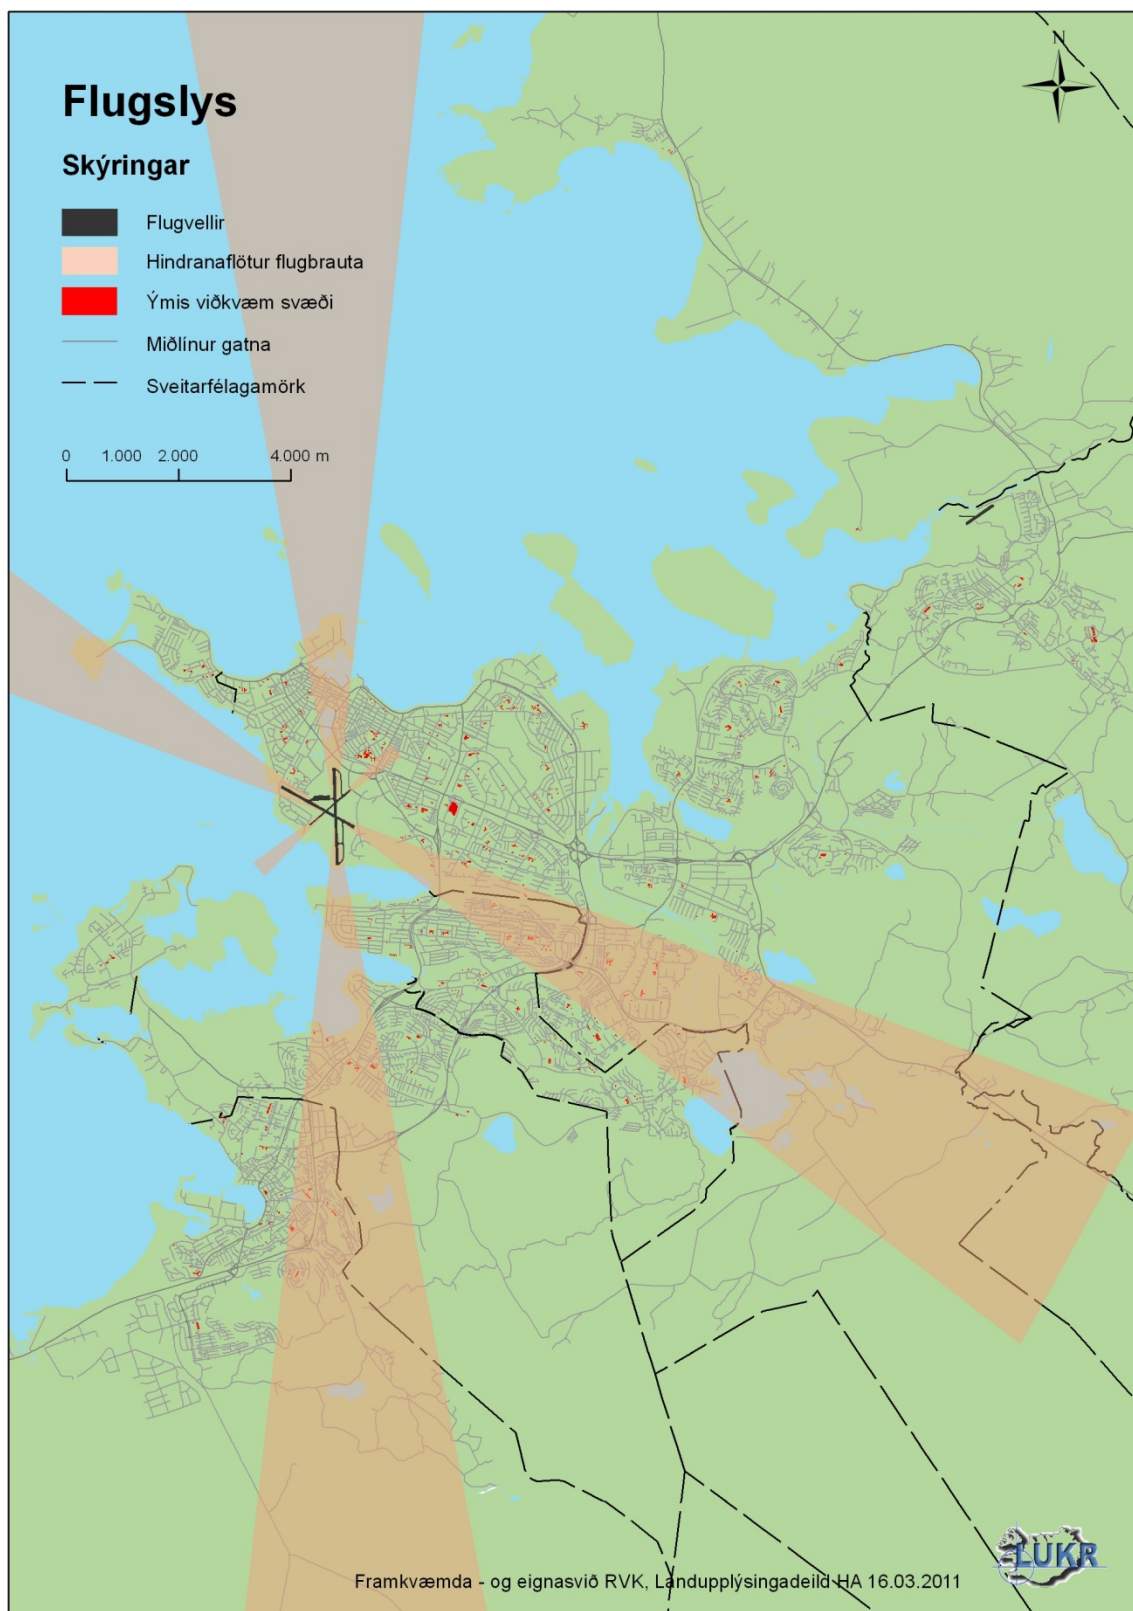 N
Flugslys
Skýringar
Flugvellir
Hindranaflötur flugbrauta
Ýmis viðkvæm svæði
Miðlínur gatna
Sveitarfélagamörk
0 1.000 2.000 4.000 m
LUKR
Framkvæmda - og eignasvið RVK, Landupplýsingadeild HA 16.03.2011